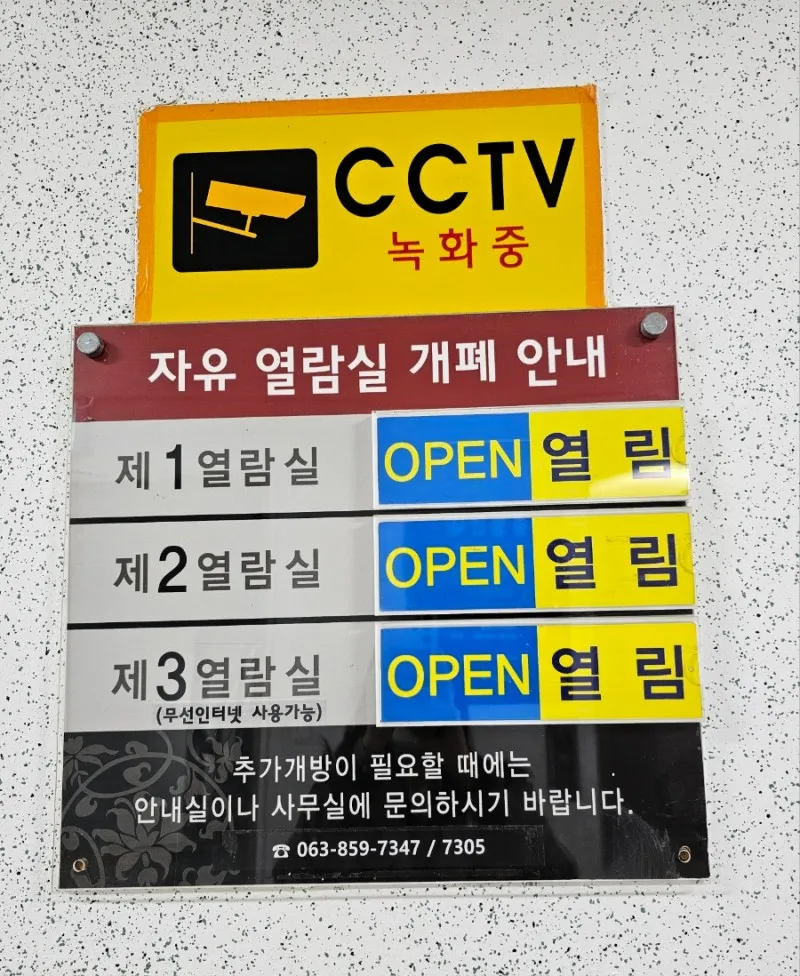 CCTV
녹화중
자유 열람실 개폐 안내
제1열람실 OPEN 열 림
제2열람실 OPEN 열 림
제3열람실 OPEN 열 림
(무선인터넷 사용가능)
추가개방이 필요할 때에는
안내실이나 사무실에 문의하시기 바랍니다.
☎ 063-859-7347 / 7305